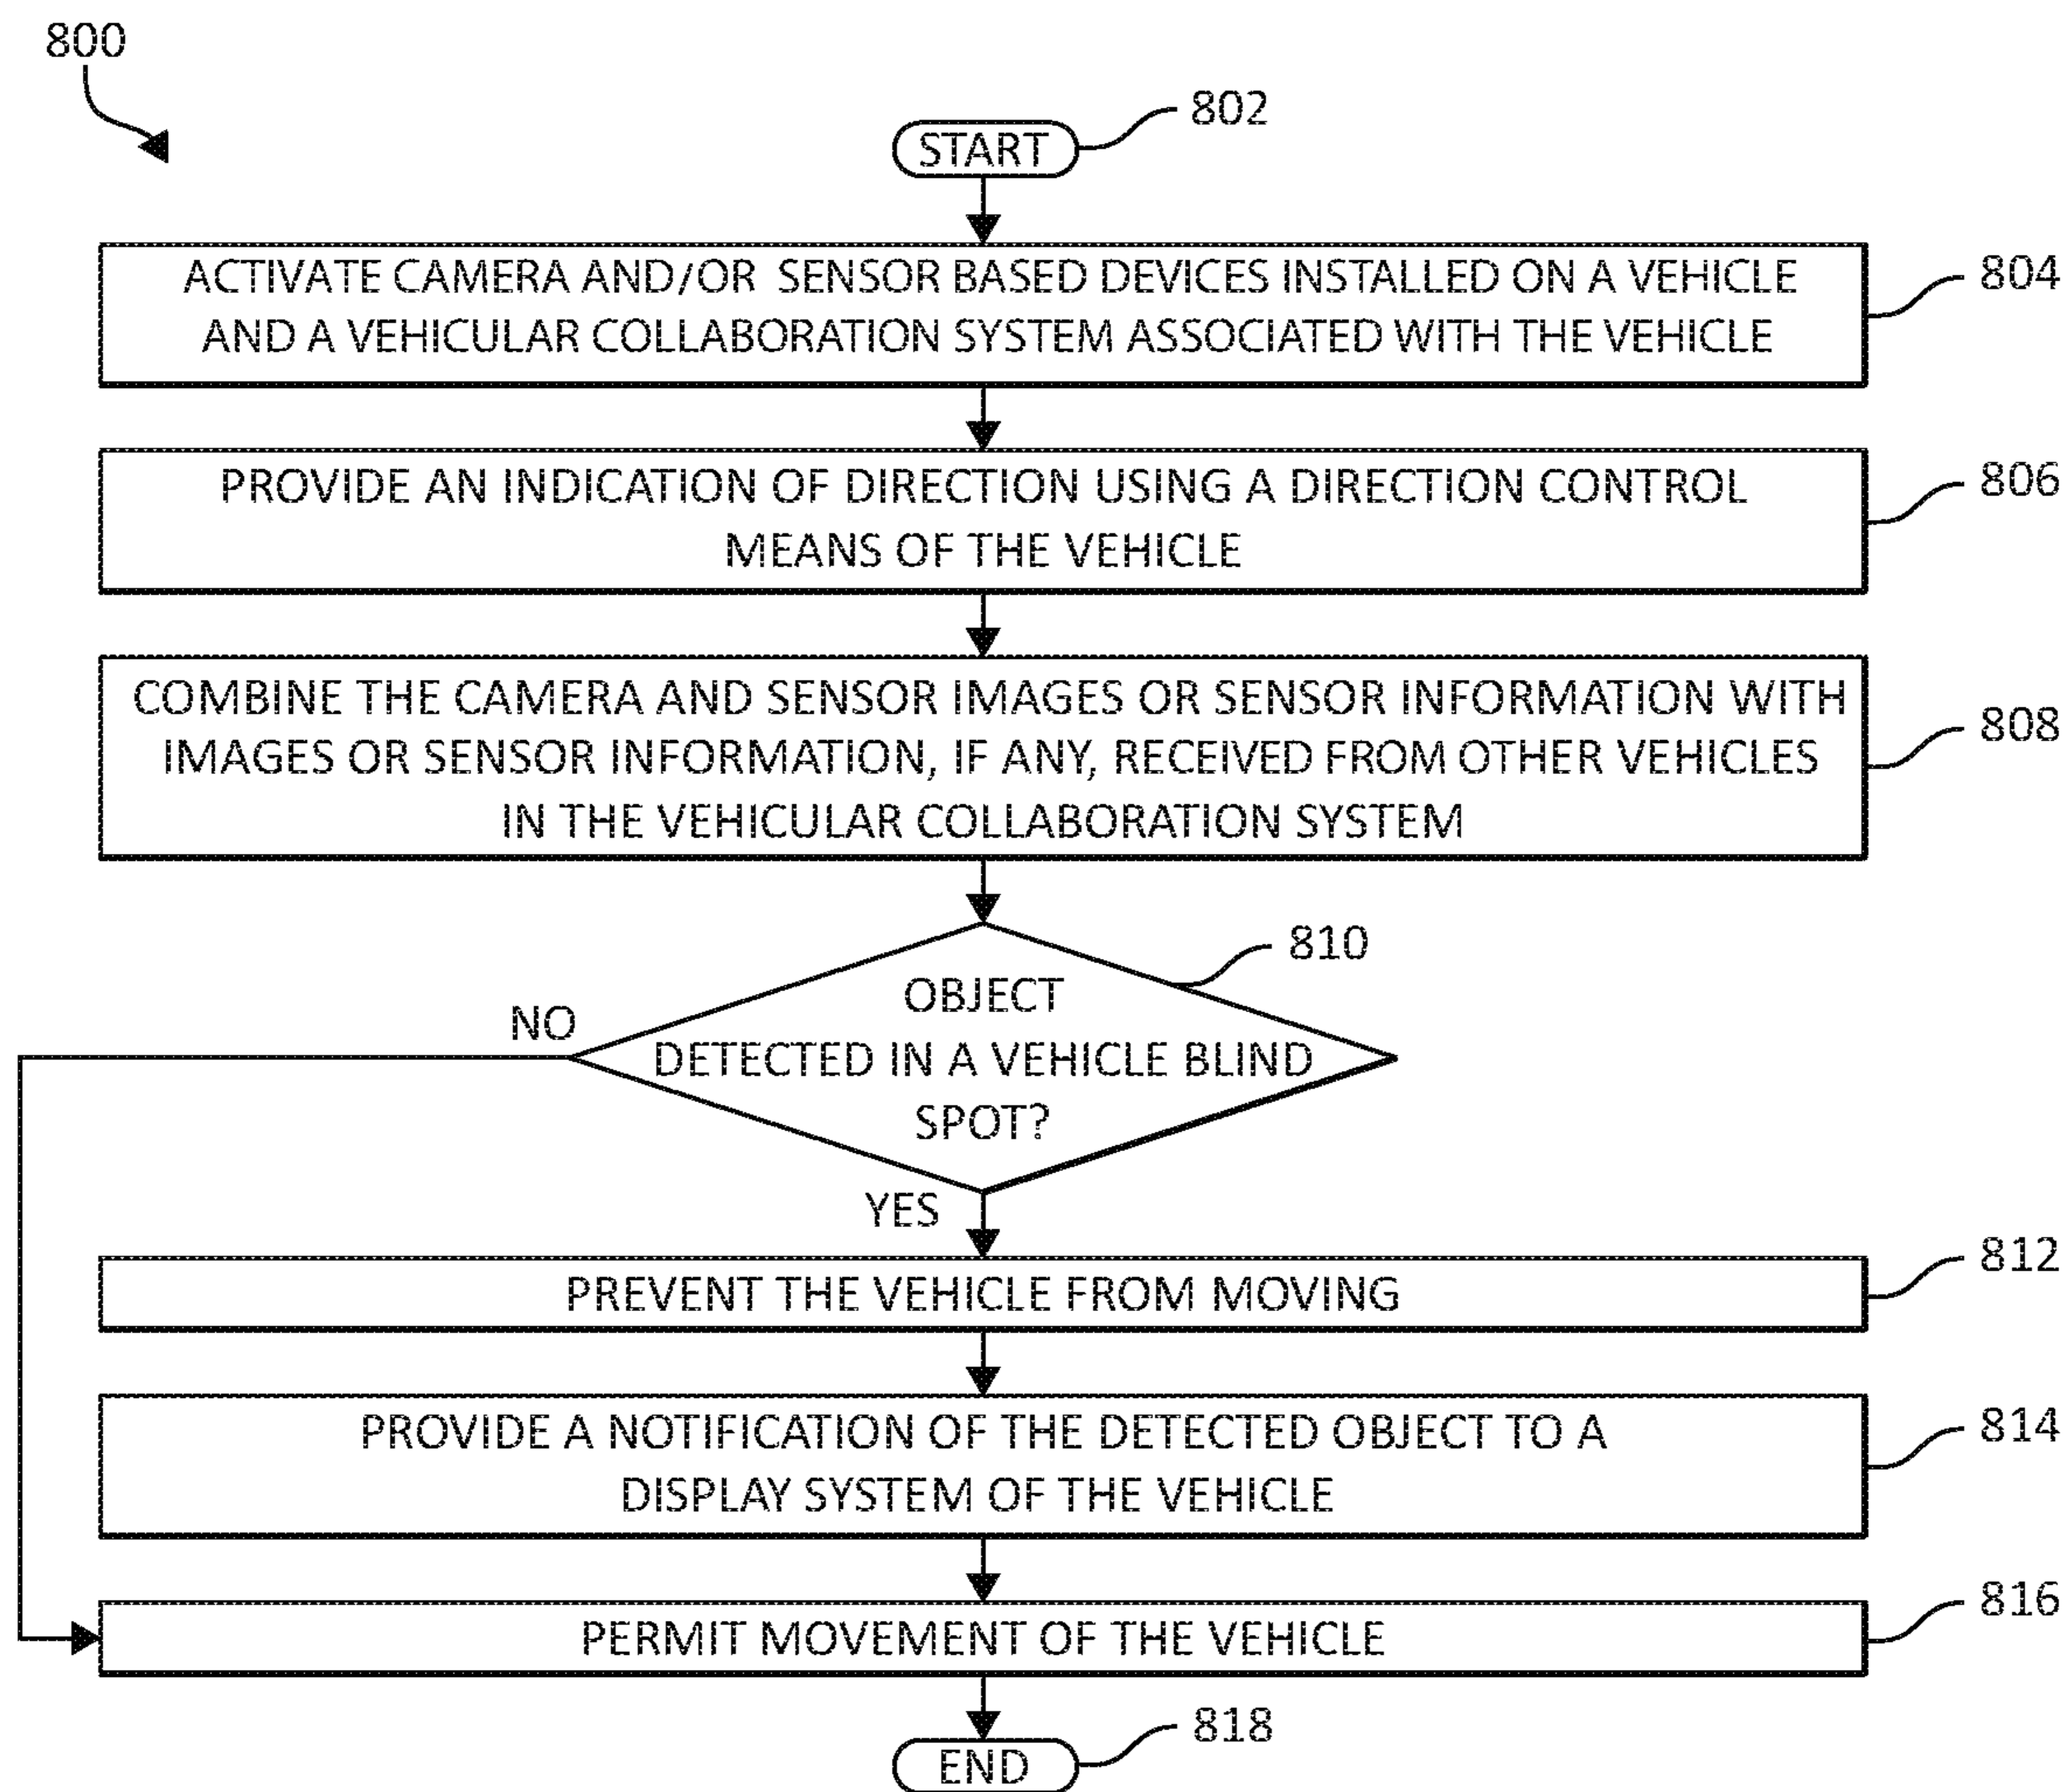 800
802
START
ACTIVATE CAMERA AND/OR SENSOR BASED DEVICES INSTALLED ON A VEHICLE
AND A VEHICULAR COLLABORATION SYSTEM ASSOCIATED WITH THE VEHICLE
804
PROVIDE AN INDICATION OF DIRECTION USING A DIRECTION CONTROL
MEANS OF THE VEHICLE
806
COMBINE THE CAMERA AND SENSOR IMAGES OR SENSOR INFORMATION WITH
IMAGES OR SENSOR INFORMATION, IF ANY, RECEIVED FROM OTHER VEHICLES
IN THE VEHICULAR COLLABORATION SYSTEM
808
810
OBJECT
DETECTED IN A VEHICLE BLIND
SPOT?
NO
YES
PREVENT THE VEHICLE FROM MOVING
812
PROVIDE A NOTIFICATION OF THE DETECTED OBJECT TO A
DISPLAY SYSTEM OF THE VEHICLE
814
PERMIT MOVEMENT OF THE VEHICLE
816
818
END